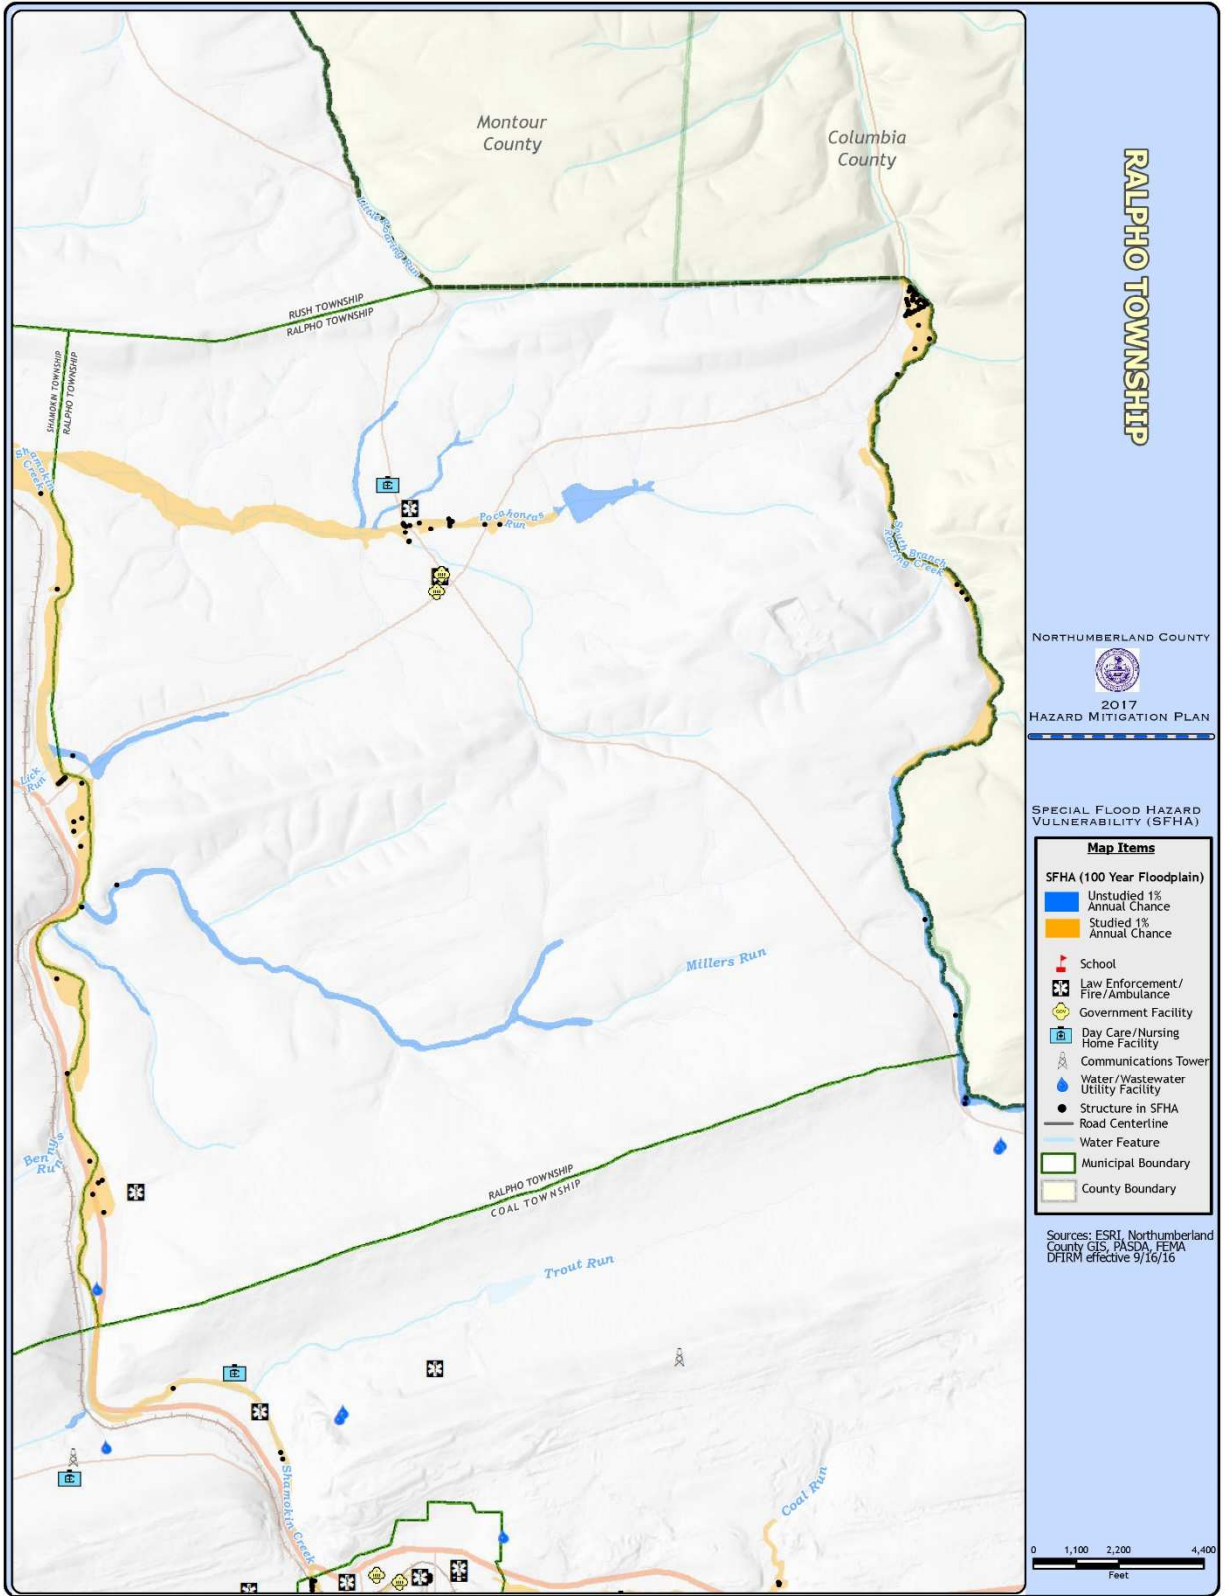 Montour
County
Columbia
County
Little Roaring Run
RUSH TOWNSHIP
RALPHO TOWNSHIP
SHAMOKIN TOWNSHIP
RALPHO TOWNSHIP
Shamokin
Creek
Pocahontas
Run
South Branch
Roaring Creek
Lick
Run
Millers Run
Benny's
Run
RALPHO TOWNSHIP
COAL TOWNSHIP
Trout Run
Shamokin Creek
Coal Run
RALPHO TOWNSHIP
NORTHUMBERLAND COUNTY
2017
HAZARD MITIGATION PLAN
SPECIAL FLOOD HAZARD
VULNERABILITY (SFHA)
Map Items
SFHA (100 Year Floodplain)
Unstudied 1%
Annual Chance
Studied 1%
Annual Chance
School
Law Enforcement/
Fire/Ambulance
Government Facility
Day Care/Nursing
Home Facility
Communications Tower
Water/Wastewater
Utility Facility
Structure in SFHA
Road Centerline
Water Feature
Municipal Boundary
County Boundary
Sources: ESRI, Northumberland
County GIS, PASDA, FEMA
DFIRM effective 9/16/16
0 1,100 2,200 4,400
Feet